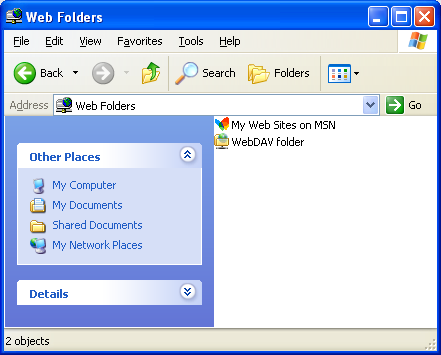 Web Folders
File Edit View Favorites Tools Help
Back Search Folders
Address Web Folders Go
Other Places
My Computer
My Documents
Shared Documents
My Network Places
Details
My Web Sites on MSN
WebDAV folder
2 objects